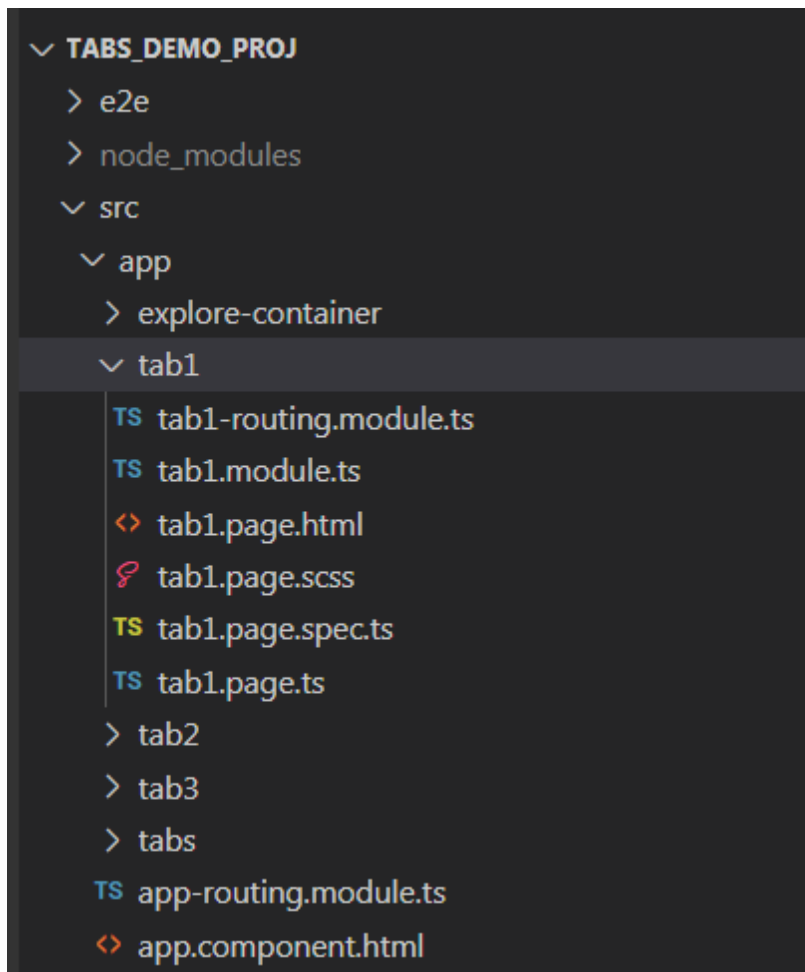 TABS_DEMO_PROJ
e2e
node_modules
src
app
explore-container
tab1
TS tab1-routing.module.ts
TS tab1.module.ts
<> tab1.page.html
tab1.page.scss
TS tab1.page.spec.ts
TS tab1.page.ts
tab2
tab3
tabs
TS app-routing.module.ts
<> app.component.html